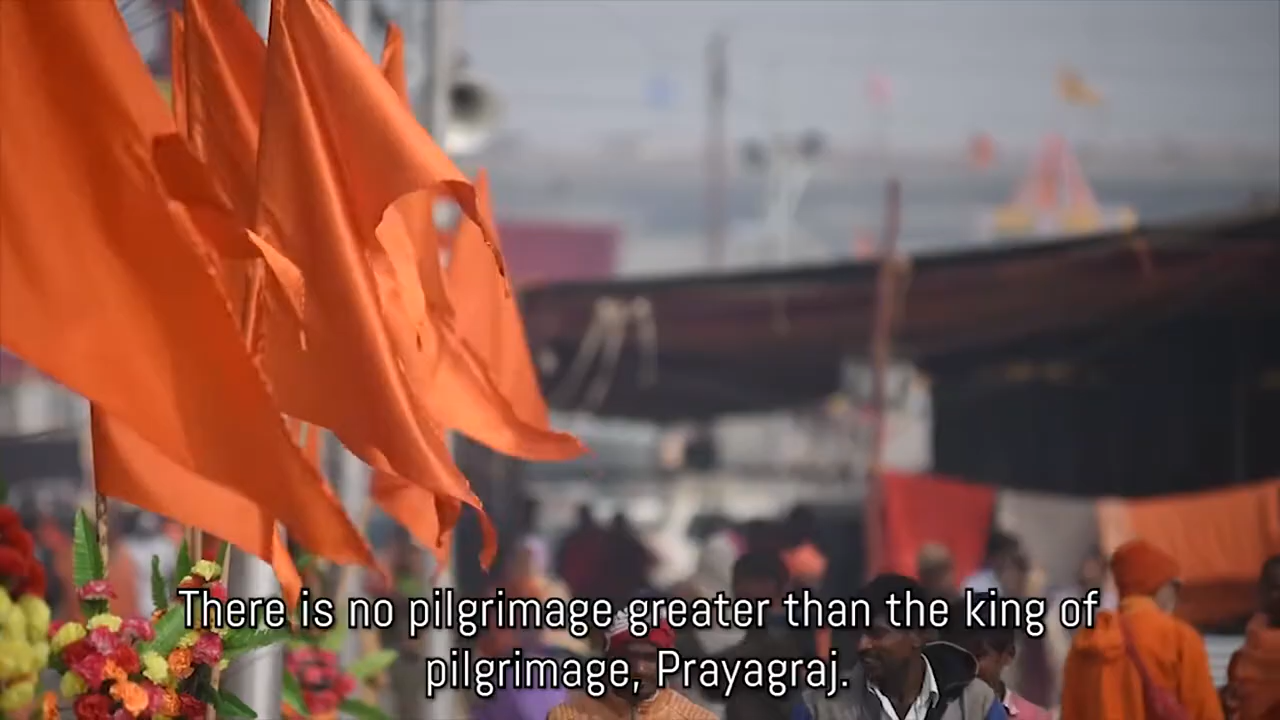 There is no pilgrimage greater than the king of
pilgrimage, Prayagraj.